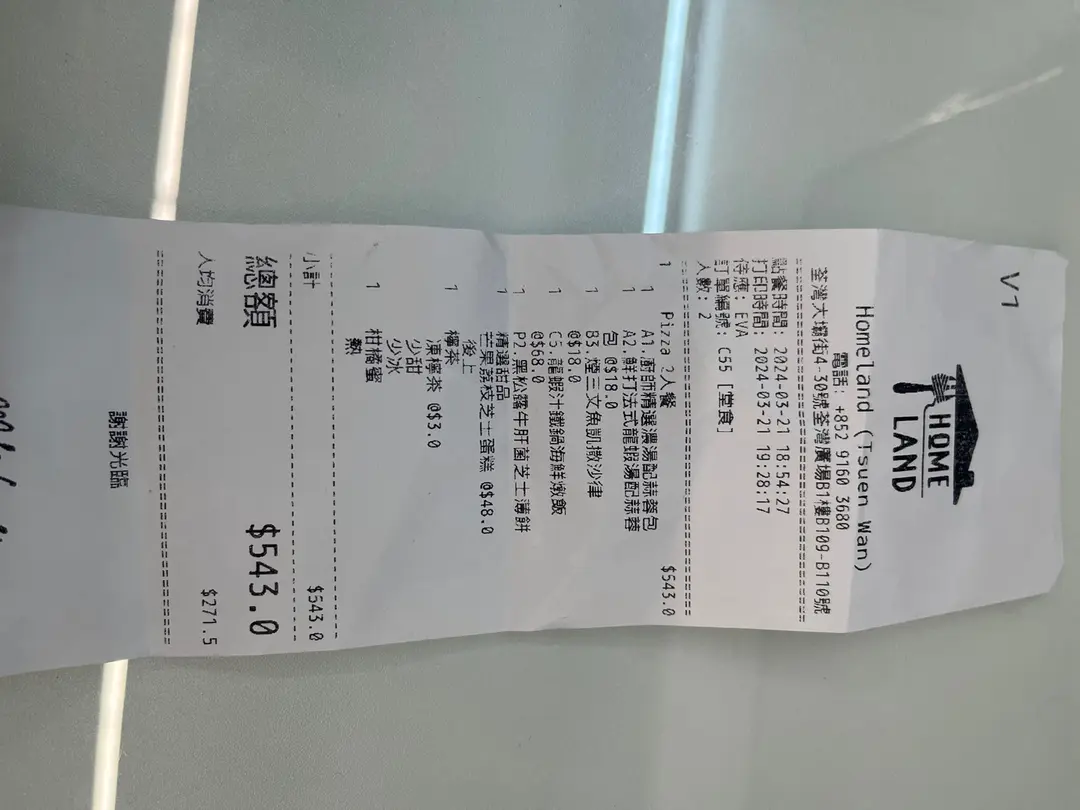 V1
HOME
LAND
Homeland (Tsuen Wan)
荃灣大壩街4-30號荃灣廣場B1樓B109-B110號
電話: +852 9160 3680
點餐時間: 2024-03-21 18:54:27
打印時間: 2024-03-21 19:28:17
侍應: EVA
訂單編號: C55 [堂食]
人數: 2
1 Pizza 2人餐 $543.0
1 A1.廚師精選濃湯配蒜蓉包
1 A2.鮮打法式龍蝦湯配蒜蓉
包 @$18.0
1 B3.煙三文魚凱撒沙律
@$18.0
1 C5.龍蝦汁鐵鍋海鮮燉飯
@$68.0
1 P2.黑松露牛肝菌芝士薄餅
1 精選甜品
芒果荔枝芝士蛋糕 @$48.0
後上
1 檸茶
凍檸茶 @$3.0
少甜
少冰
1 柑橘蜜
熱
小計 $543.0
總額 $543.0
人均消費 $271.5
謝謝光臨